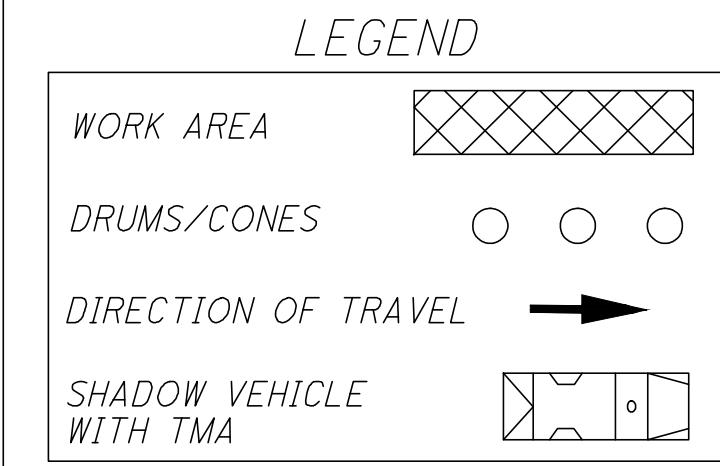 LEGEND
WORK AREA
DRUMS/CONES
DIRECTION OF TRAVEL
SHADOW VEHICLE
WITH TMA